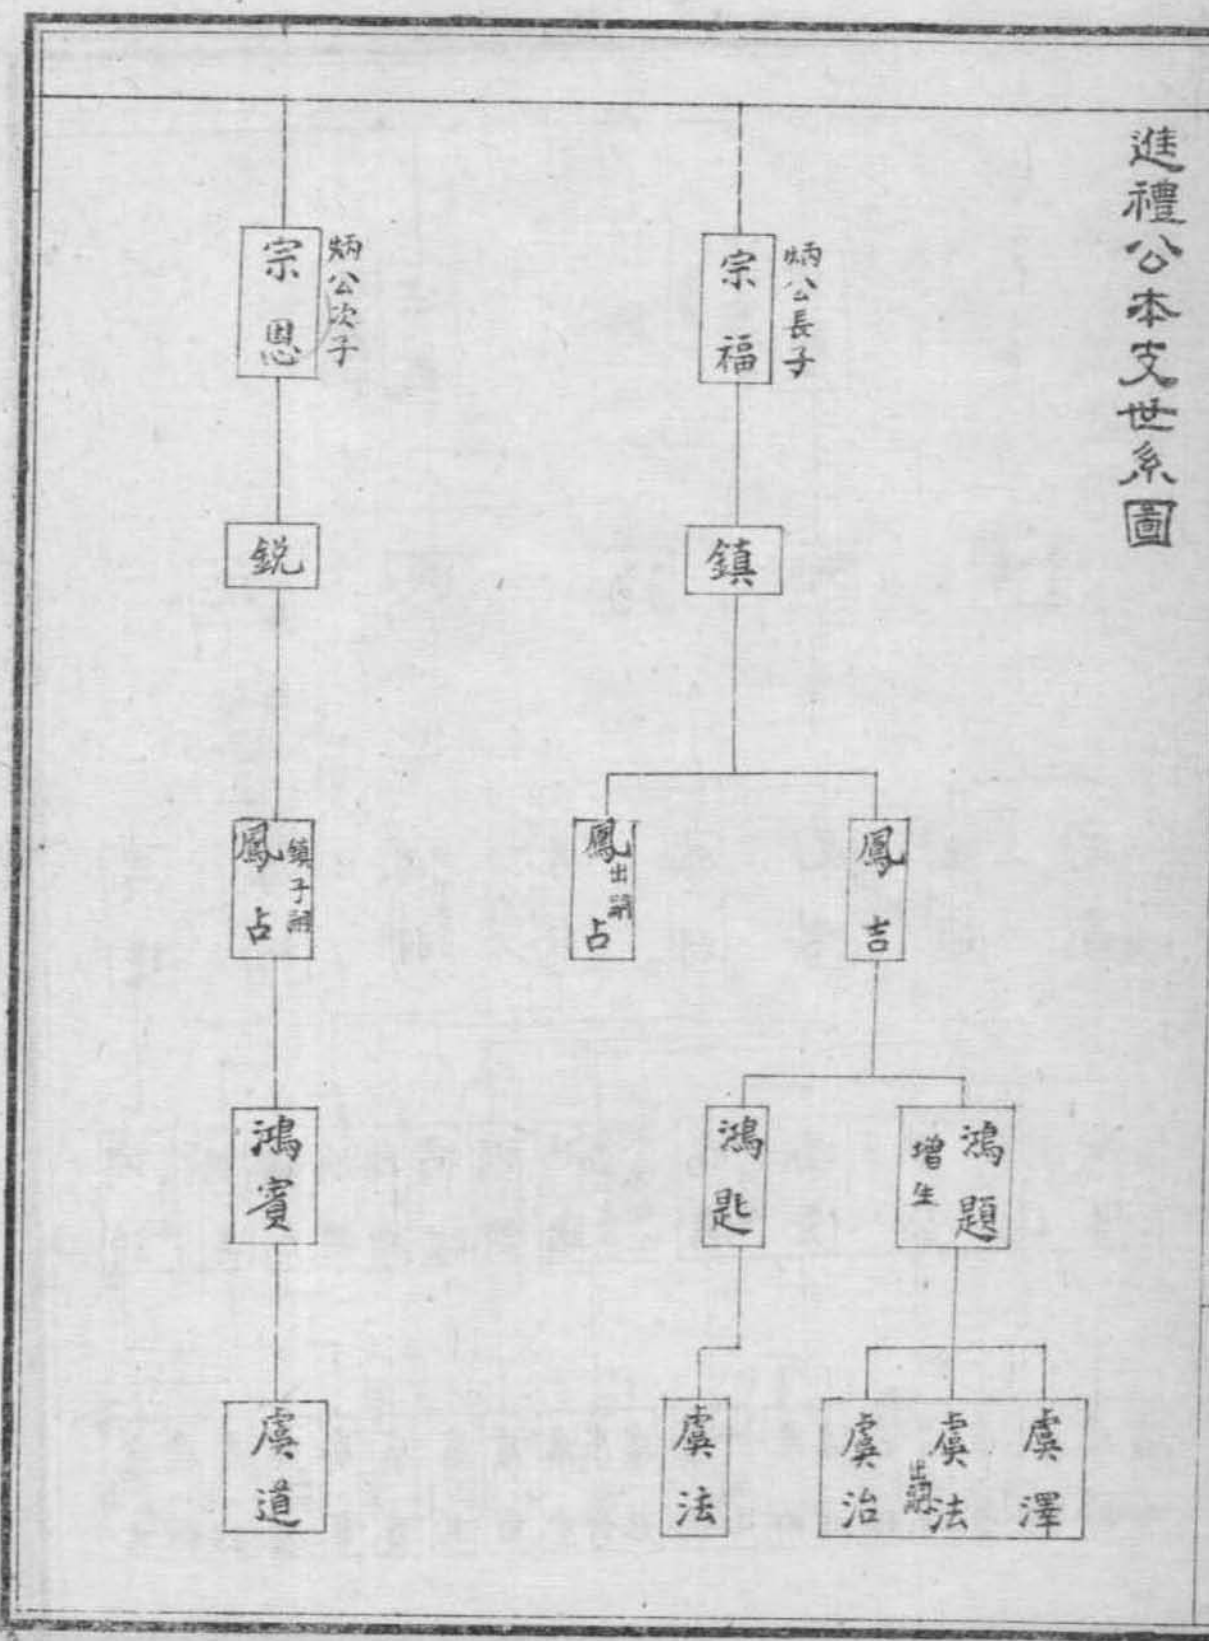 進禮公本支世系圖
炳公長子
宗福
鎮
鳳吉
鳳占
出嗣
鴻題
增生
鴻匙
虞澤
虞法
出嗣
虞治
虞法
炳公次子
宗恩
銳
鎮子嗣
鳳占
鴻賓
虞道